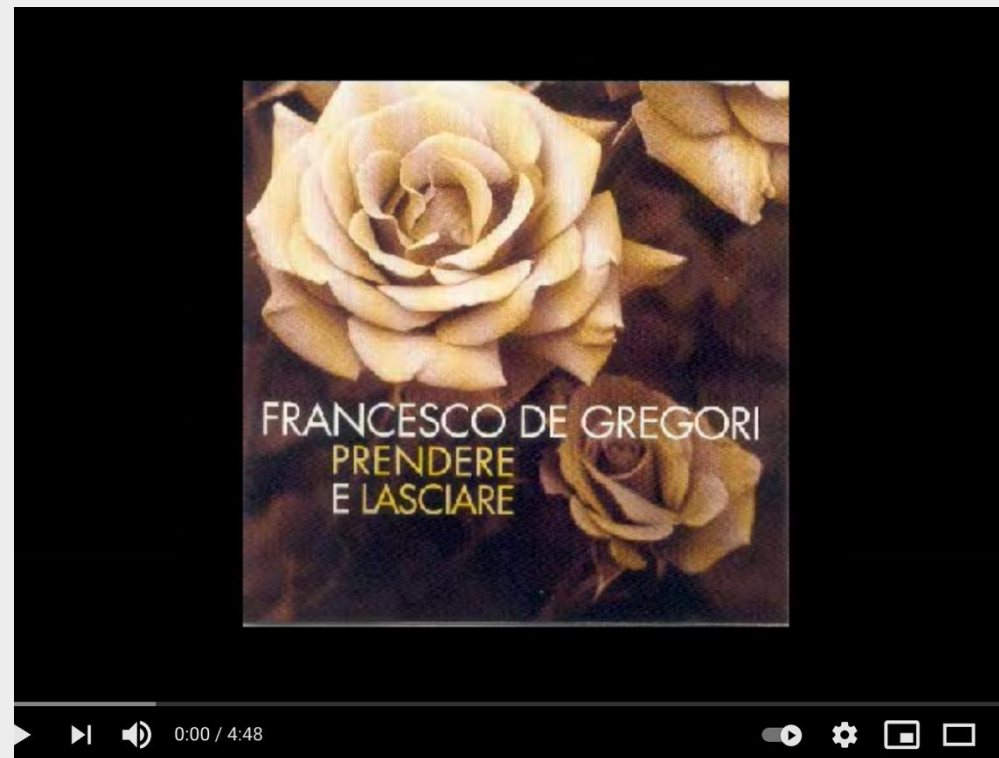 FRANCESCO DE GREGORI
PRENDERE
E LASCIARE
0:00 / 4:48